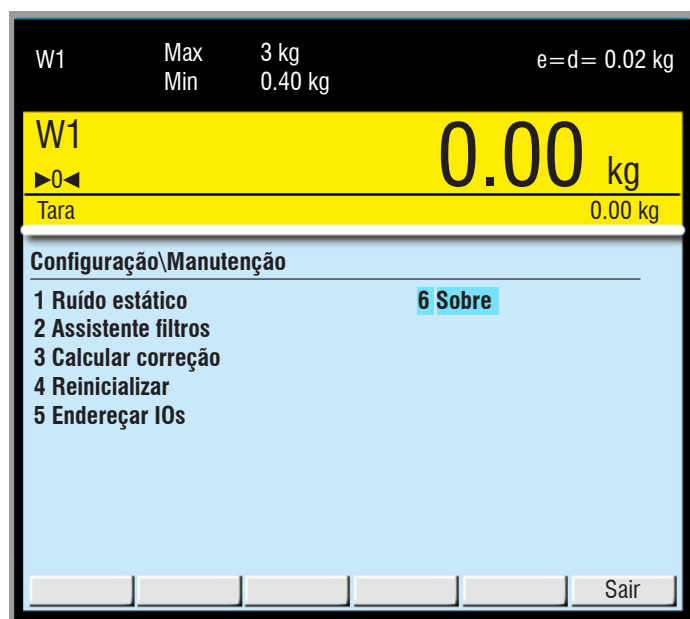 W1 Max 3 kg e=d= 0.02 kg
Min 0.40 kg
W1 0.00 kg
►0◄
Tara 0.00 kg
Configuração\Manutenção
1 Ruído estático 6 Sobre
2 Assistente filtros
3 Calcular correção
4 Reinicializar
5 Endereçar IOs
Sair